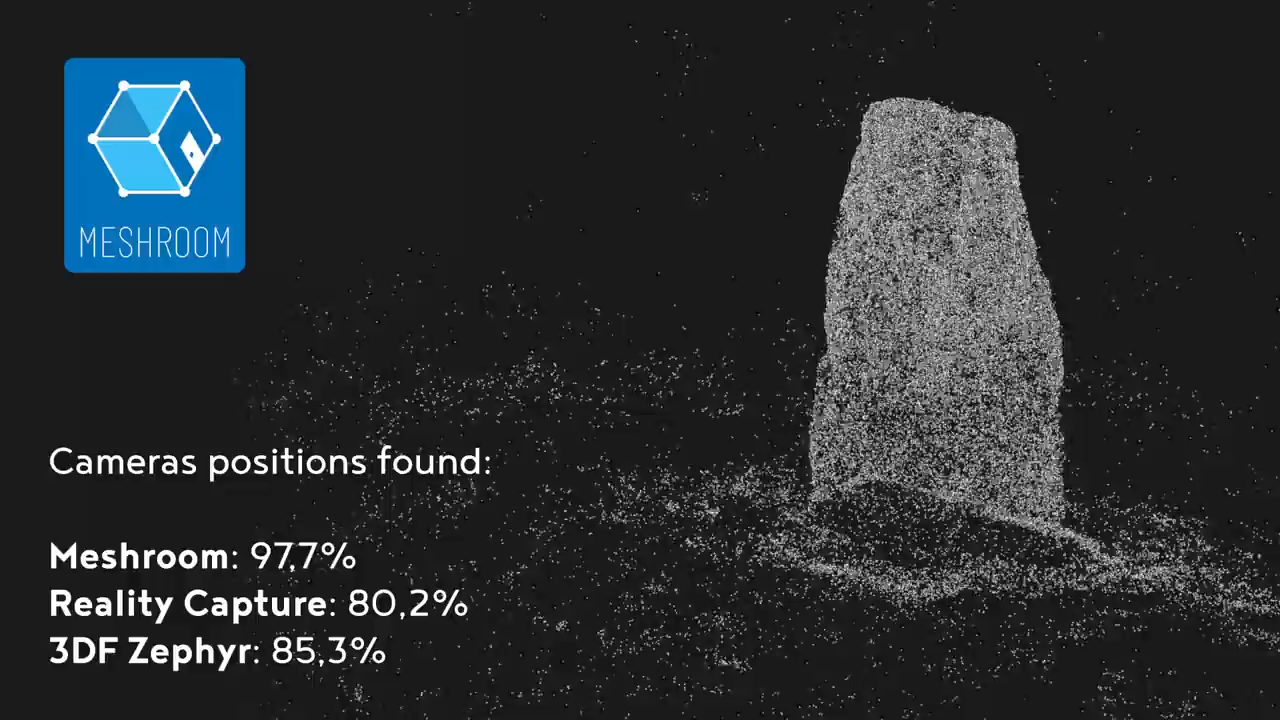 MESHROOM
Cameras positions found:
Meshroom: 97,7%
Reality Capture: 80,2%
3DF Zephyr: 85,3%